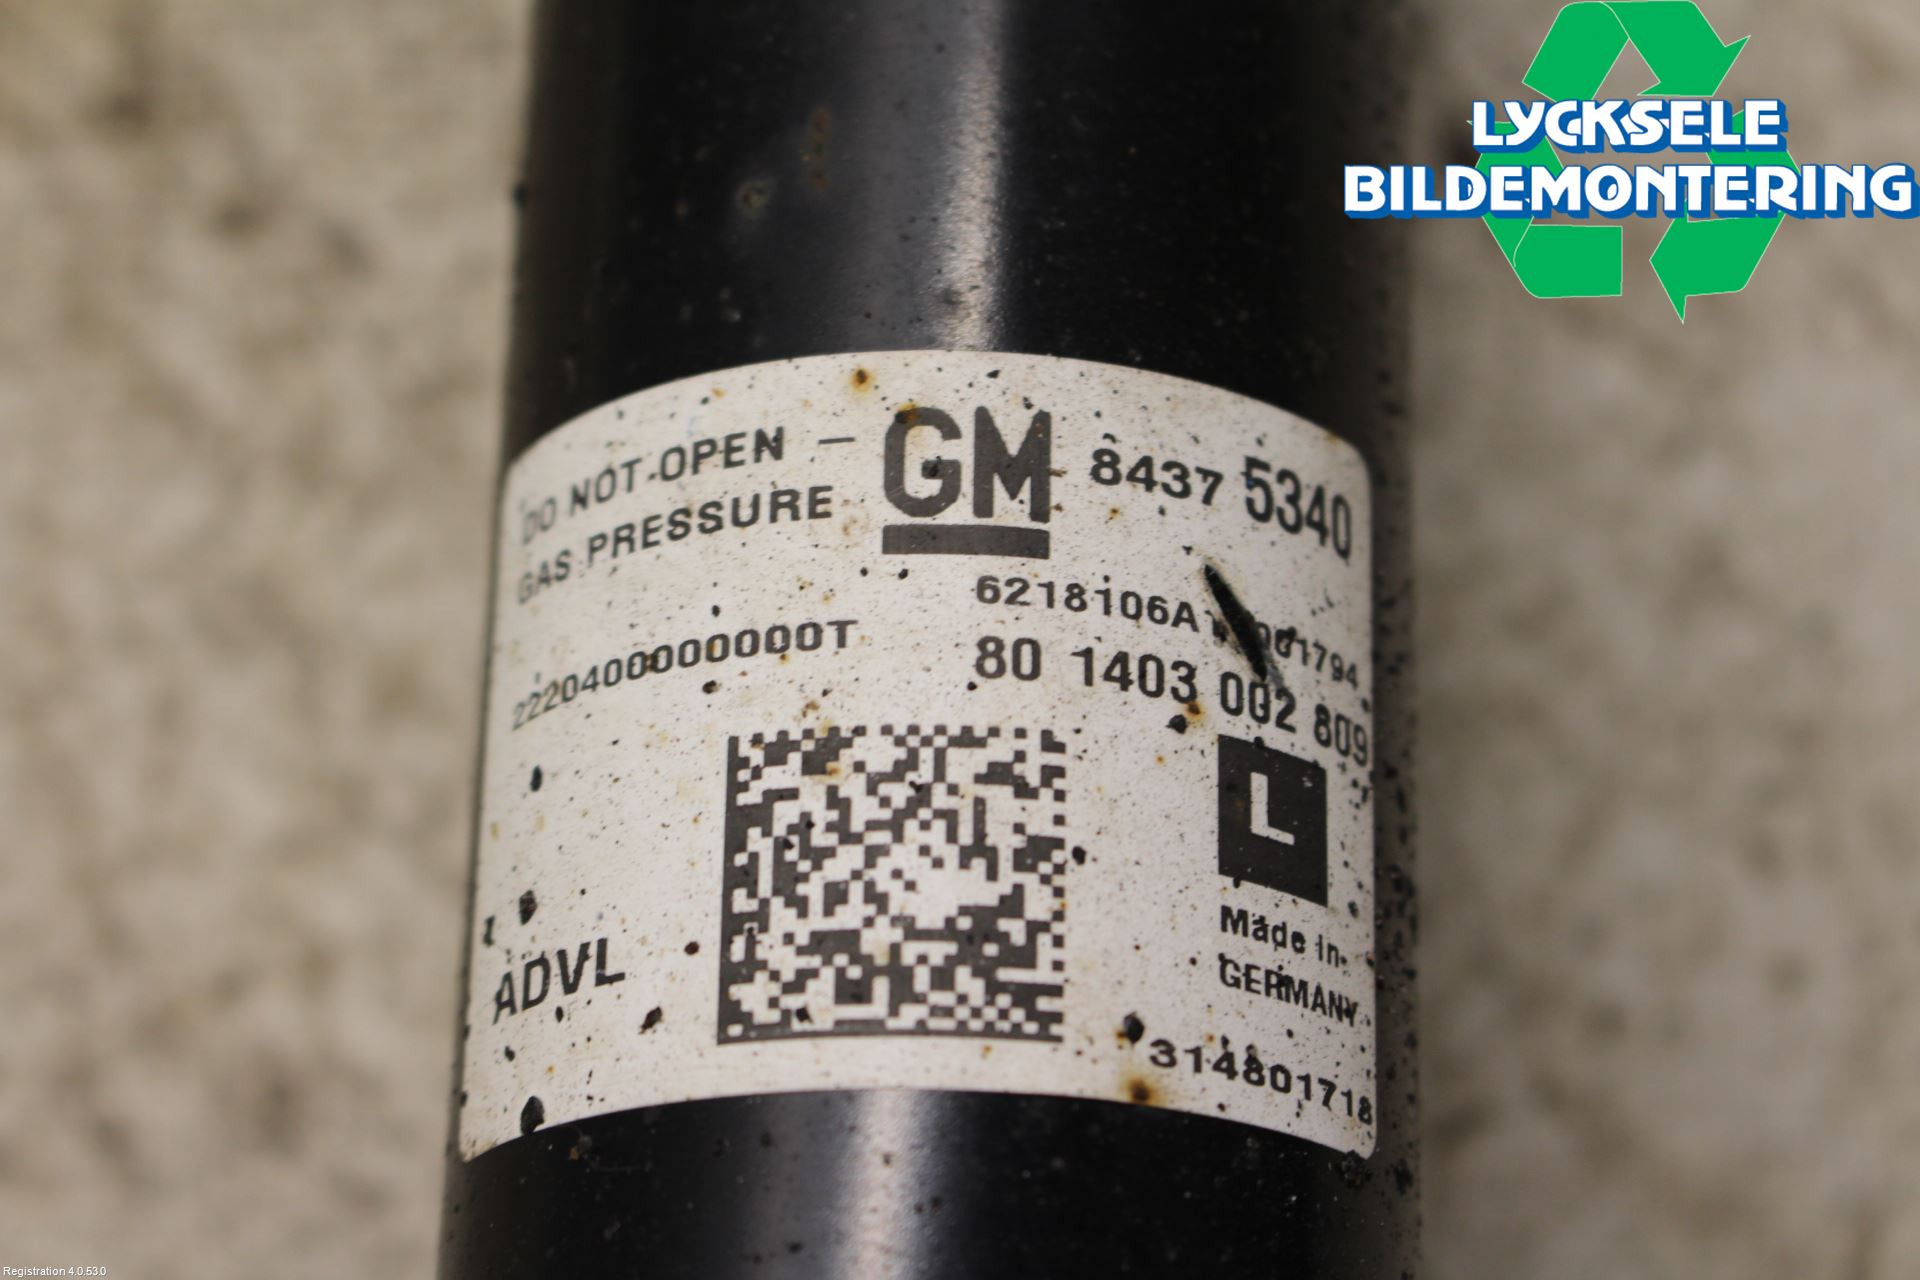 LYCKSELE
BILDEMONTERING
DO NOT OPEN –
GAS PRESSURE
GM
8437 5340
6218106A
2220400000000T
80 1403 002 809
L
Made in
GERMANY
ADVL
314801718
Registration 4.0.53.0